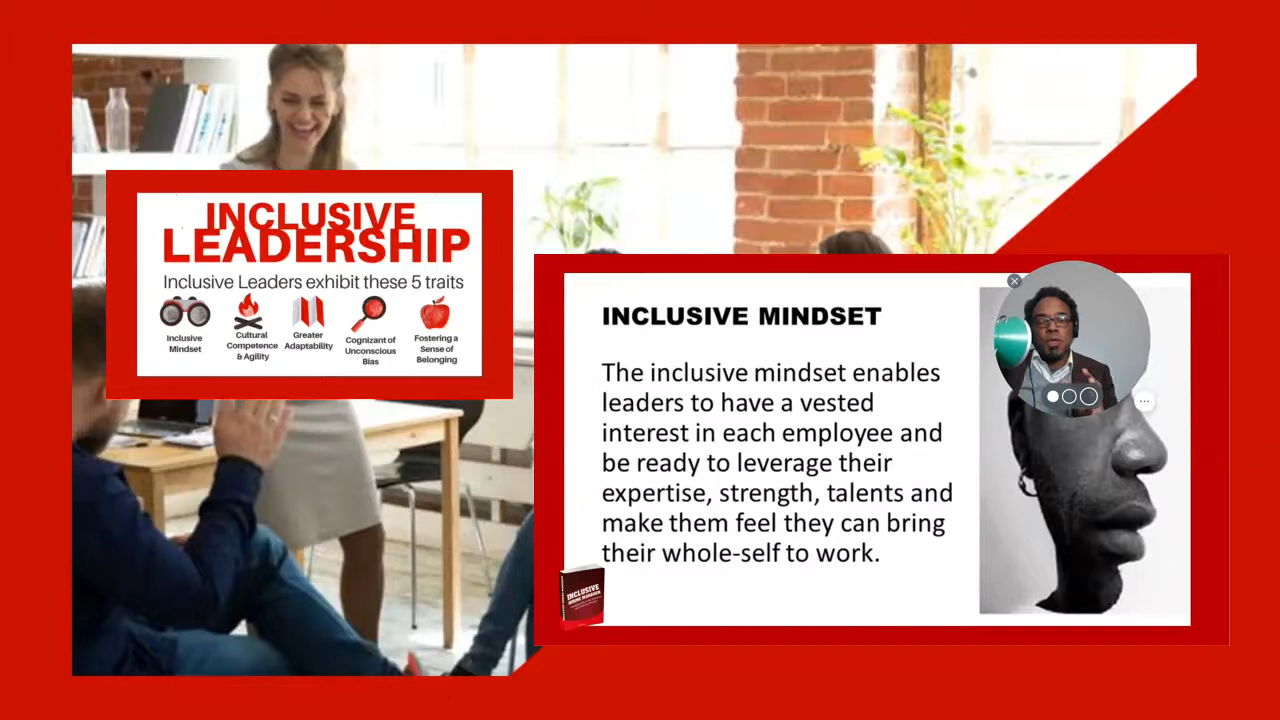 INCLUSIVE
LEADERSHIP
Inclusive Leaders exhibit these 5 traits
Inclusive
Mindset
Cultural
Competence
& Agility
Greater
Adaptability
Cognizant of
Unconscious
Bias
Fostering a
Sense of
Belonging
INCLUSIVE MINDSET
The inclusive mindset enables
leaders to have a vested
interest in each employee and
be ready to leverage their
expertise, strength, talents and
make them feel they can bring
their whole-self to work.
INCLUSIVE
HIRING MANAGER